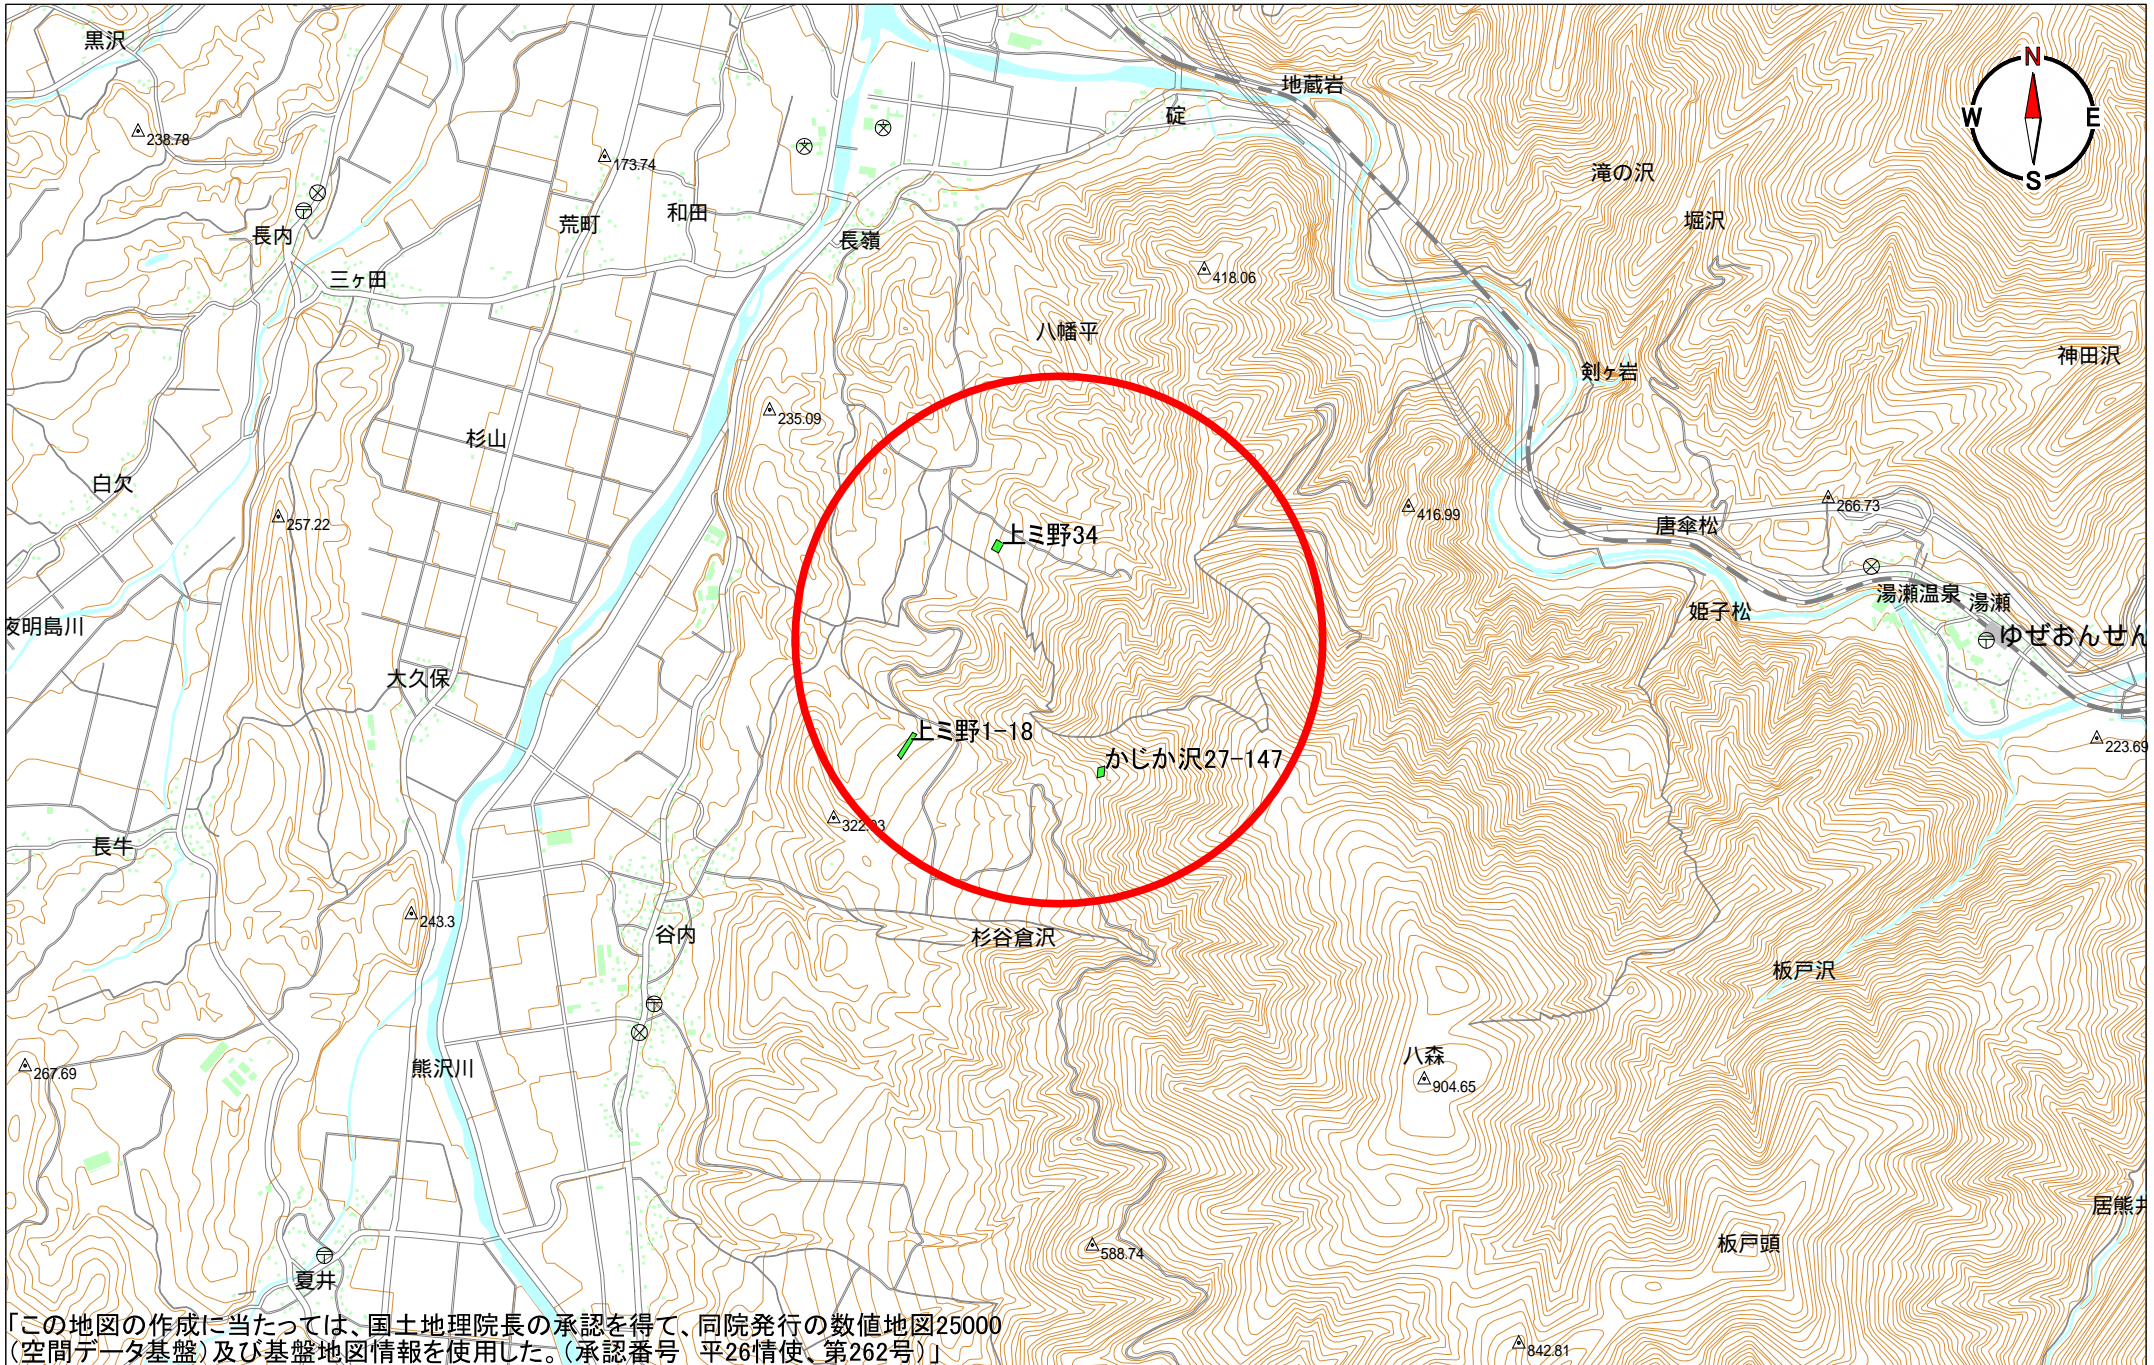 黒沢
地蔵岩
N
W
E
S
碇
238.78
173.74
滝の沢
荒町
和田
堀沢
長内
長嶺
三ヶ田
418.06
八幡平
神田沢
剣ヶ岩
235.09
杉山
白欠
416.99
266.73
257.22
唐傘松
上ミ野34
湯瀬温泉
湯瀬
姫子松
夜明島川
ゆぜおんせん
大久保
上ミ野1-18
223.69
かじか沢27-147
322.03
長牛
243.3
谷内
杉谷倉沢
板戸沢
八森
熊沢川
267.69
904.65
居熊井
板戸頭
588.74
夏井
842.81
「この地図の作成に当たっては、国土地理院長の承認を得て、同院発行の数値地図25000
(空間データ基盤)及び基盤地図情報を使用した。(承認番号　平26情使、第262号)」